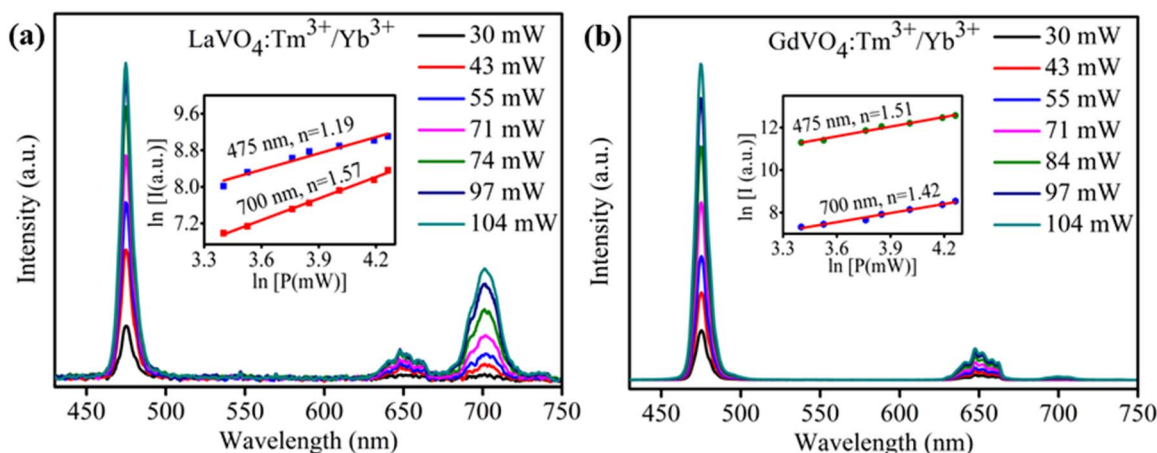 (a)
LaVO4:Tm3+/Yb3+
30 mW
43 mW
55 mW
71 mW
74 mW
97 mW
104 mW
9.6
8.8
8.0
7.2
ln [I(a.u.)]
475 nm, n=1.19
700 nm, n=1.57
3.3 3.6 3.9 4.2
ln [P(mW)]
Intensity (a.u.)
450 500 550 600 650 700 750
Wavelength (nm)
(b)
GdVO4:Tm3+/Yb3+
30 mW
43 mW
55 mW
71 mW
84 mW
97 mW
104 mW
12
10
8
ln [I (a.u.)]
475 nm, n=1.51
700 nm, n=1.42
3.3 3.6 3.9 4.2
ln [P(mW)]
Intensity (a.u.)
450 500 550 600 650 700 750
Wavelength (nm)